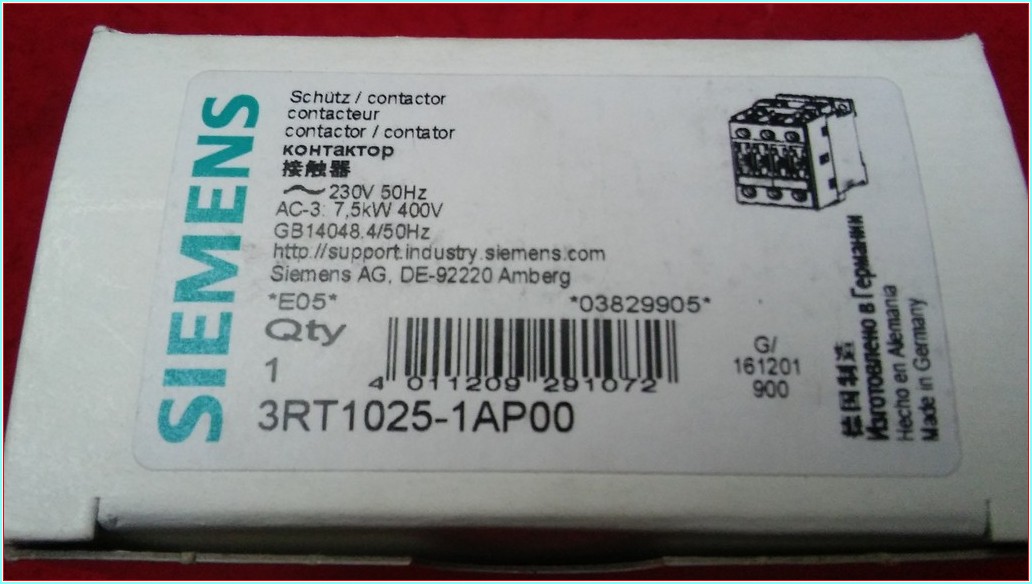 SIEMENS
Schütz / contactor
contacteur
contactor / contator
контактор
接触器
~ 230V 50Hz
AC-3: 7,5kW 400V
GB14048.4/50Hz
http://support.industry.siemens.com
Siemens AG, DE-92220 Amberg
*E05* *03829905*
Qty
1
4 011209 291072
3RT1025-1AP00
G/
161201
900
德国制造
Изготовлено в Германии
Hecho en Alemania
Made in Germany